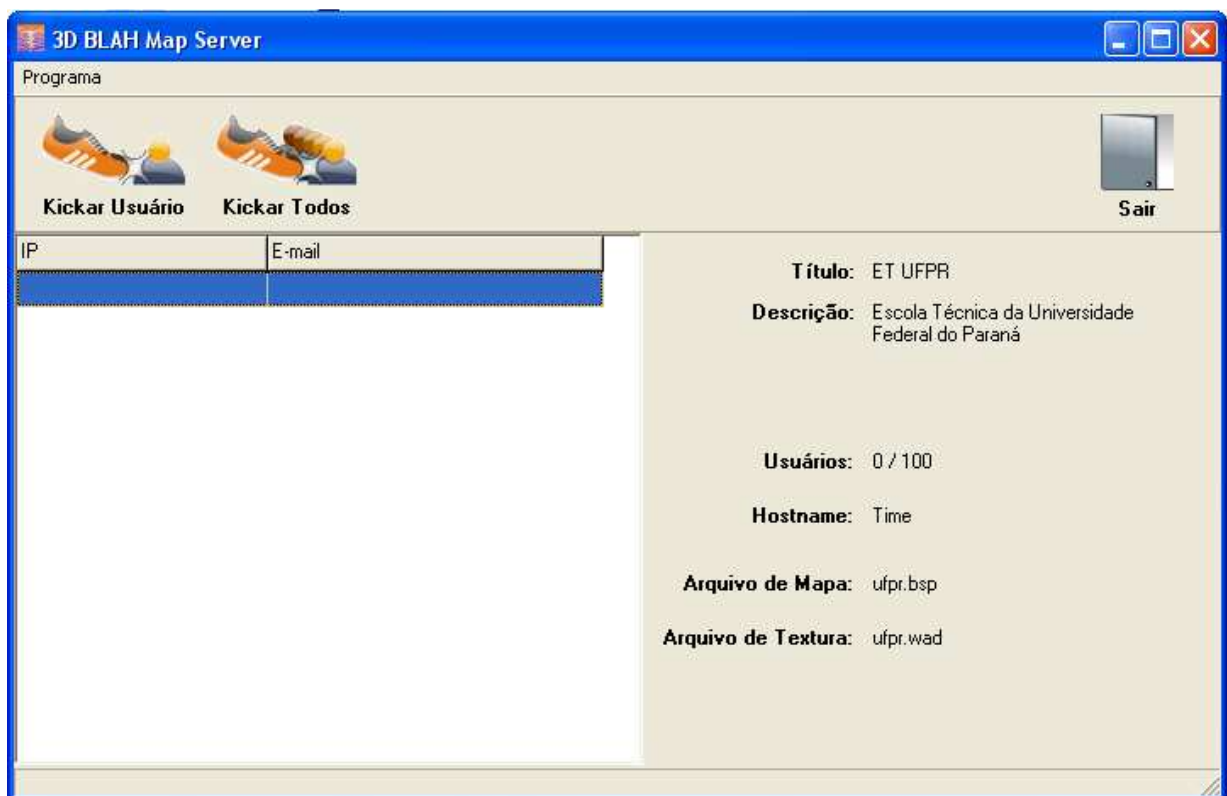 3D BLAH Map Server
Programa
Kickar Usuário
Kickar Todos
Sair
IP
E-mail
Título: ET UFPR
Descrição: Escola Técnica da Universidade
Federal do Paraná
Usuários: 0 / 100
Hostname: Time
Arquivo de Mapa: ufpr.bsp
Arquivo de Textura: ufpr.wad